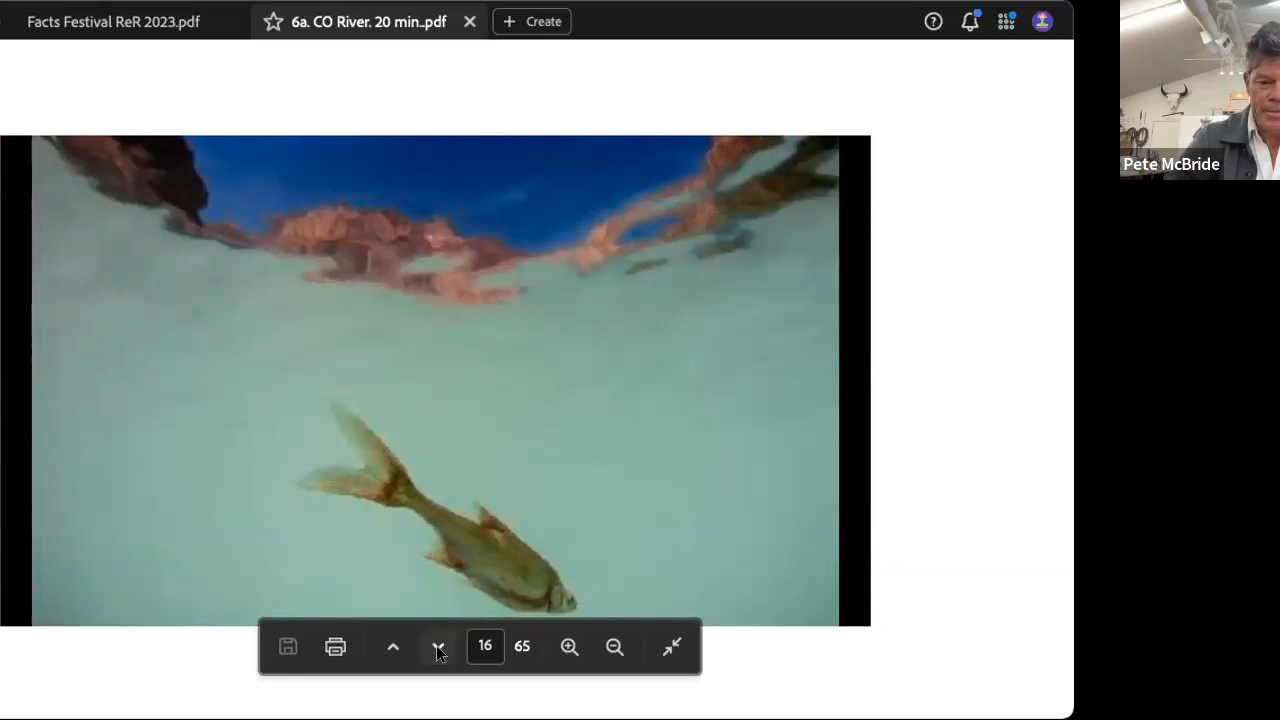 Facts Festival ReR 2023.pdf
6a. CO River. 20 min..pdf
+ Create
Pete McBride
16 65